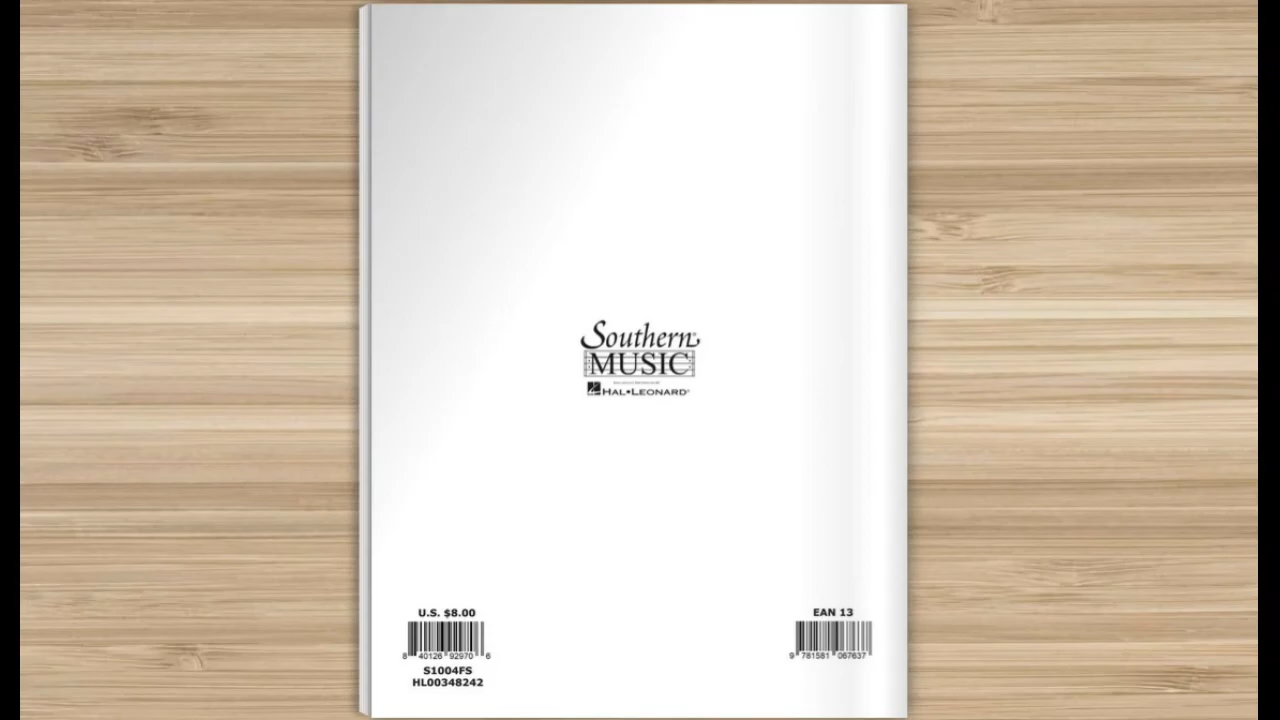 Southern®
MUSIC
HAL•LEONARD®
U.S. $8.00
8 40126 92970 6
S1004FS
HL00348242
EAN 13
9 781581 067637